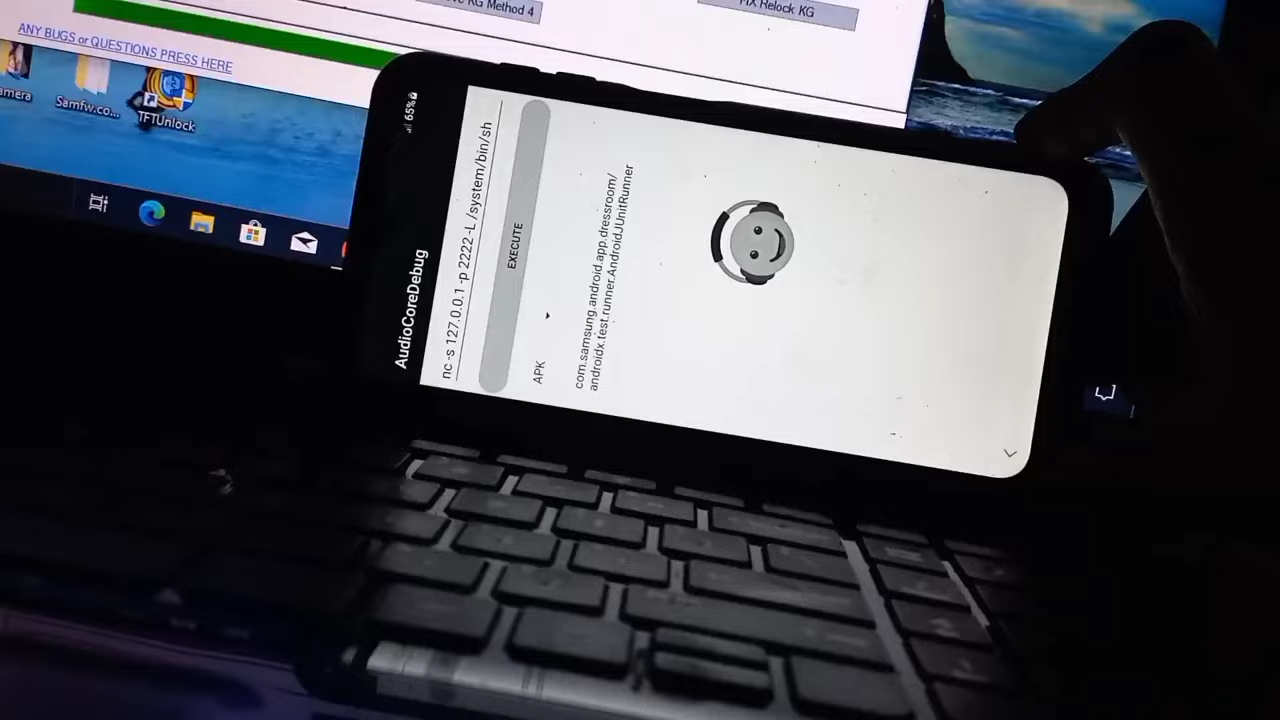 KG Method 4
FIX Relock KG
ANY BUGS or QUESTIONS PRESS HERE
amera
Samfw.co...
TFTUnlock
65%
AudioCoreDebug
nc -s 127.0.0.1 -p 2222 -L /system/bin/sh
EXECUTE
APK
com.samsung.android.app.dressroom/
androidx.test.runner.AndroidJUnitRunner